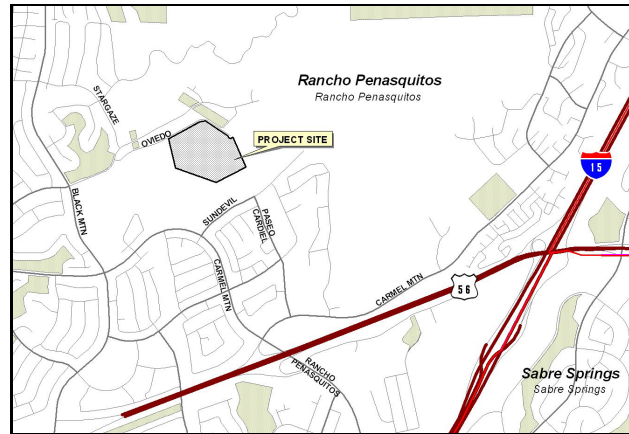 Rancho Penasquitos
Rancho Penasquitos
STARGAZE
OVIEDO
PROJECT SITE
15
BLACK MTN
SUNDEVIL
PASEO
CARDIEL
CARMEL MTN
CARMEL MTN
56
RANCHO
PENASQUITOS
Sabre Springs
Sabre Springs